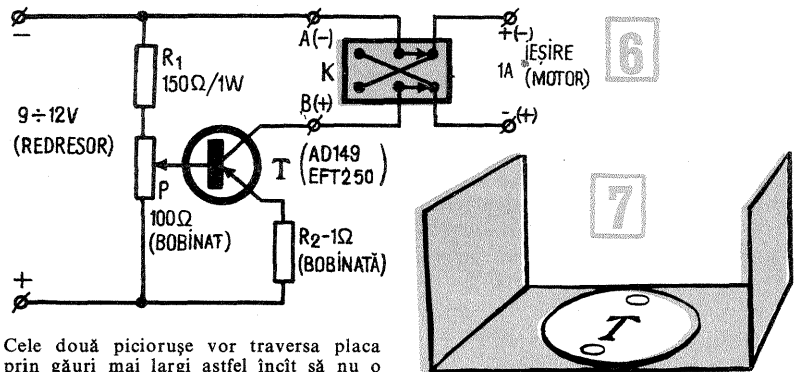 −
A(−)
+(−)
6
R1
150Ω/1W
K
IEȘIRE
1A (MOTOR)
9÷12V
(REDRESOR)
B(+)
−(+)
P
T
(AD149
EFT250)
7
100Ω
(BOBINAT)
R2-1Ω
(BOBINATĂ)
+
T
Cele două piciorușe vor traversa placa
prin găuri mai largi astfel încît să nu o